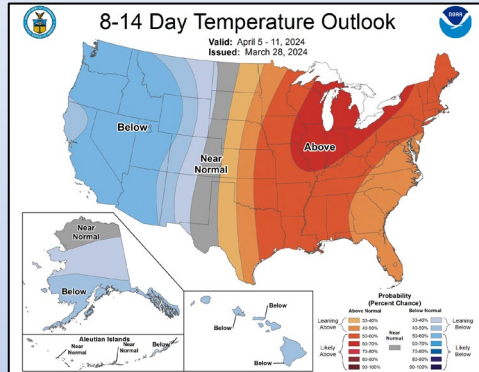 8-14 Day Temperature Outlook
Valid: April 5 - 11, 2024
Issued: March 28, 2024
Below
Near
Normal
Above
Near
Normal
Below
Aleutian Islands
Near
Normal
Near
Normal
Below
Below
Below
Below
Probability
(Percent Chance)
Above Normal
Below Normal
Leaning
Above
33-40%
40-50%
Likely
Above
50-60%
60-70%
70-80%
80-90%
90-100%
Near
Normal
33-40%
40-50%
Leaning
Below
50-60%
60-70%
70-80%
80-90%
90-100%
Likely
Below